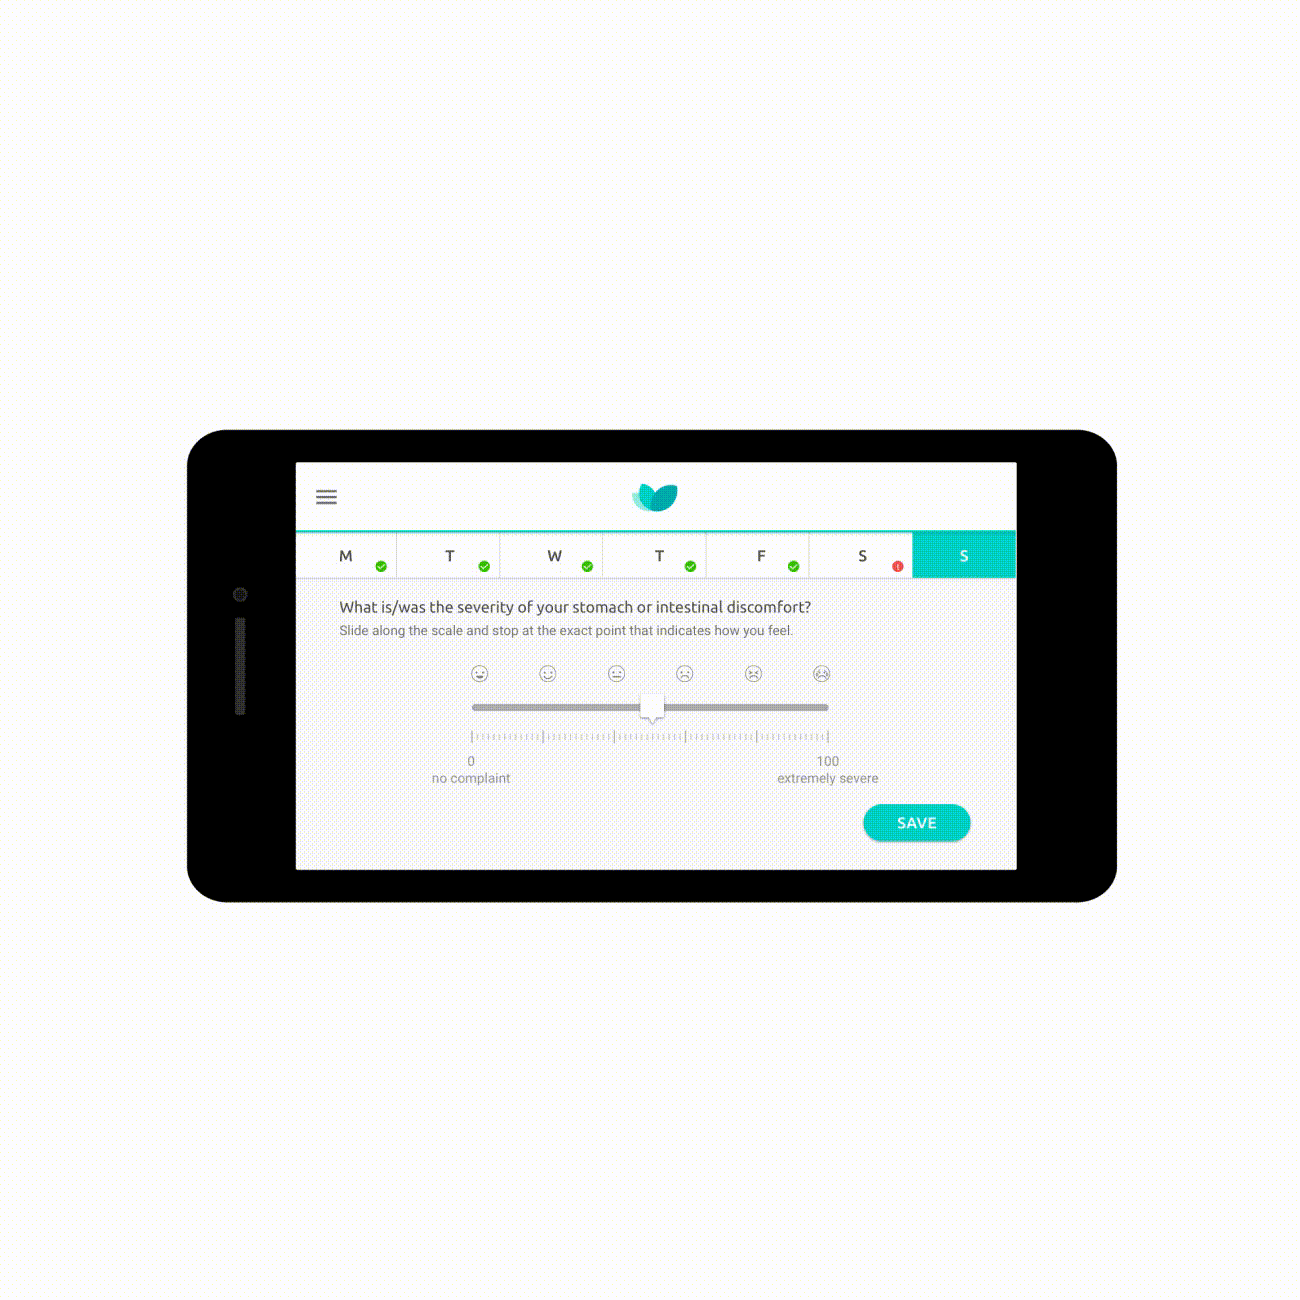 M T W T F S S
What is/was the severity of your stomach or intestinal discomfort?
Slide along the scale and stop at the exact point that indicates how you feel.
0 100
no complaint extremely severe
SAVE